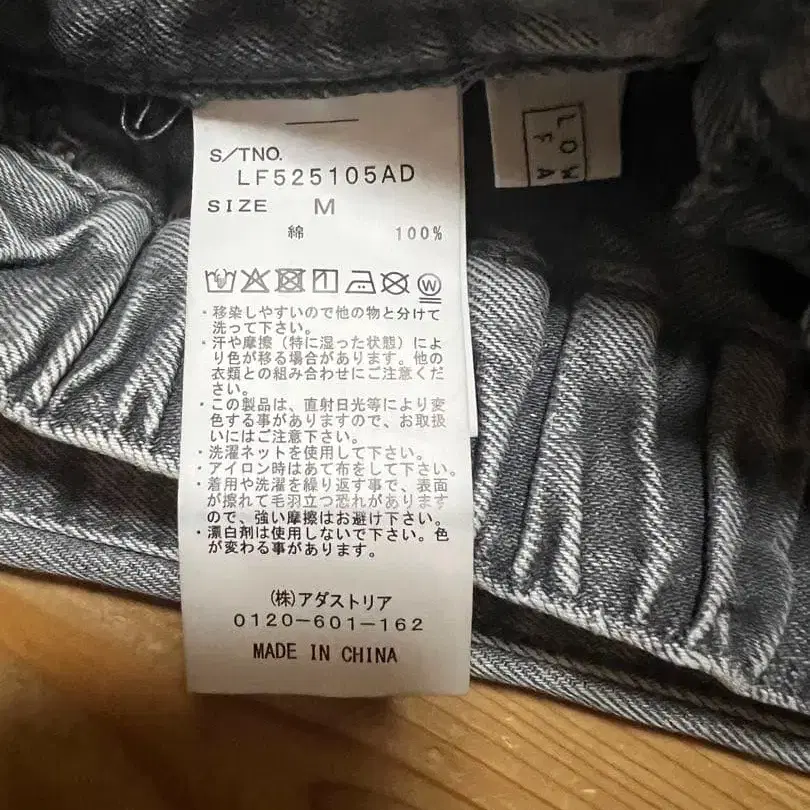 S/TNO.
LF525105AD
SIZE M
綿 100%
W
・移染しやすいので他の物と分けて
洗って下さい。
・汗や摩擦（特に湿った状態）によ
り色が移る場合があります。他の
衣類との組み合わせにご注意くだ
さい。
・この製品は、直射日光等により変
色する事がありますので、お取扱
いにはご注意下さい。
・洗濯ネットを使用して下さい。
・アイロン時はあて布をして下さい。
・着用や洗濯を繰り返す事で、表面
が擦れて毛羽立つ恐れがあります
ので、強い摩擦はお避け下さい。
・漂白剤は使用しないで下さい。色
が変わる事があります。
(株)アダストリア
0120-601-162
MADE IN CHINA
LOW
F
A